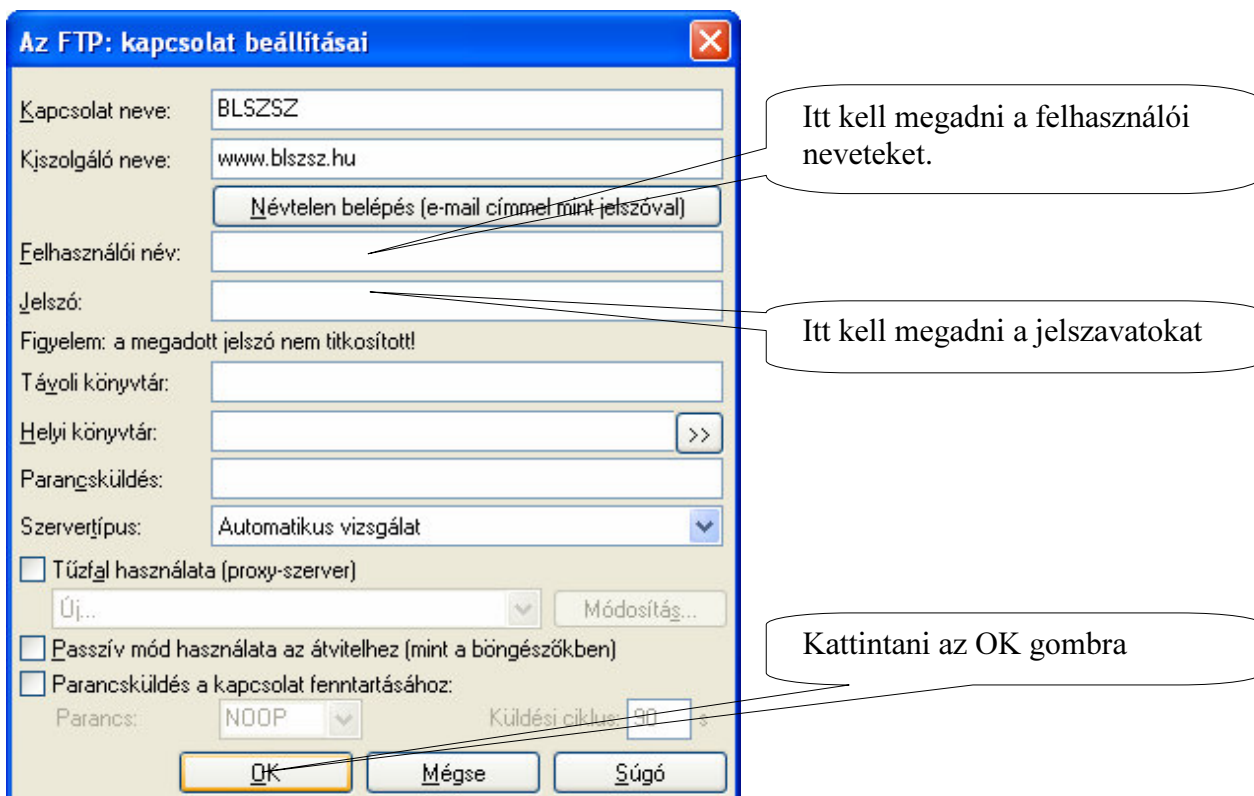 Az FTP: kapcsolat beállításai
Kapcsolat neve: BLSZSZ
Kiszolgáló neve: www.blszsz.hu
Névtelen belépés (e-mail címmel mint jelszóval)
Felhasználói név:
Jelszó:
Figyelem: a megadott jelszó nem titkosított!
Távoli könyvtár:
Helyi könyvtár: >>
Parancsküldés:
Szervertípus: Automatikus vizsgálat
Tűzfal használata (proxy-szerver)
Új... Módosítás...
Passzív mód használata az átvitelhez (mint a böngészőkben)
Parancsküldés a kapcsolat fenntartásához:
Parancs: NOOP Küldési ciklus: 90 s
OK Mégse Súgó
Itt kell megadni a felhasználói
neveteket.
Itt kell megadni a jelszavatokat
Kattintani az OK gombra